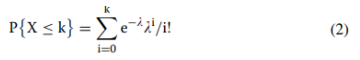 P{X ≤ k} = ∑_{i=0}^{k} e^{−λ} λ^{i}/i! (2)